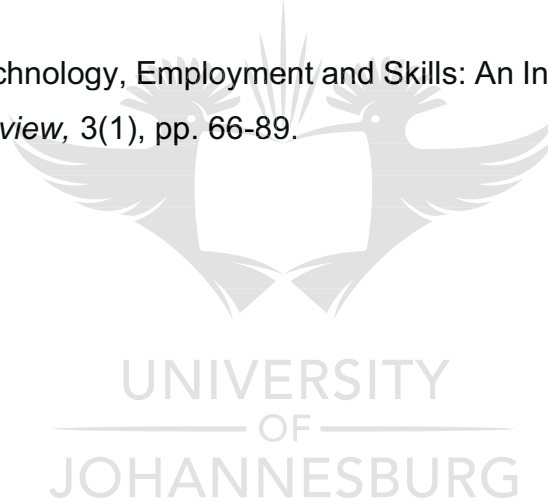 chnology, Employment and Skills: An In
view, 3(1), pp. 66-89.
UNIVERSITY
OF
JOHANNESBURG